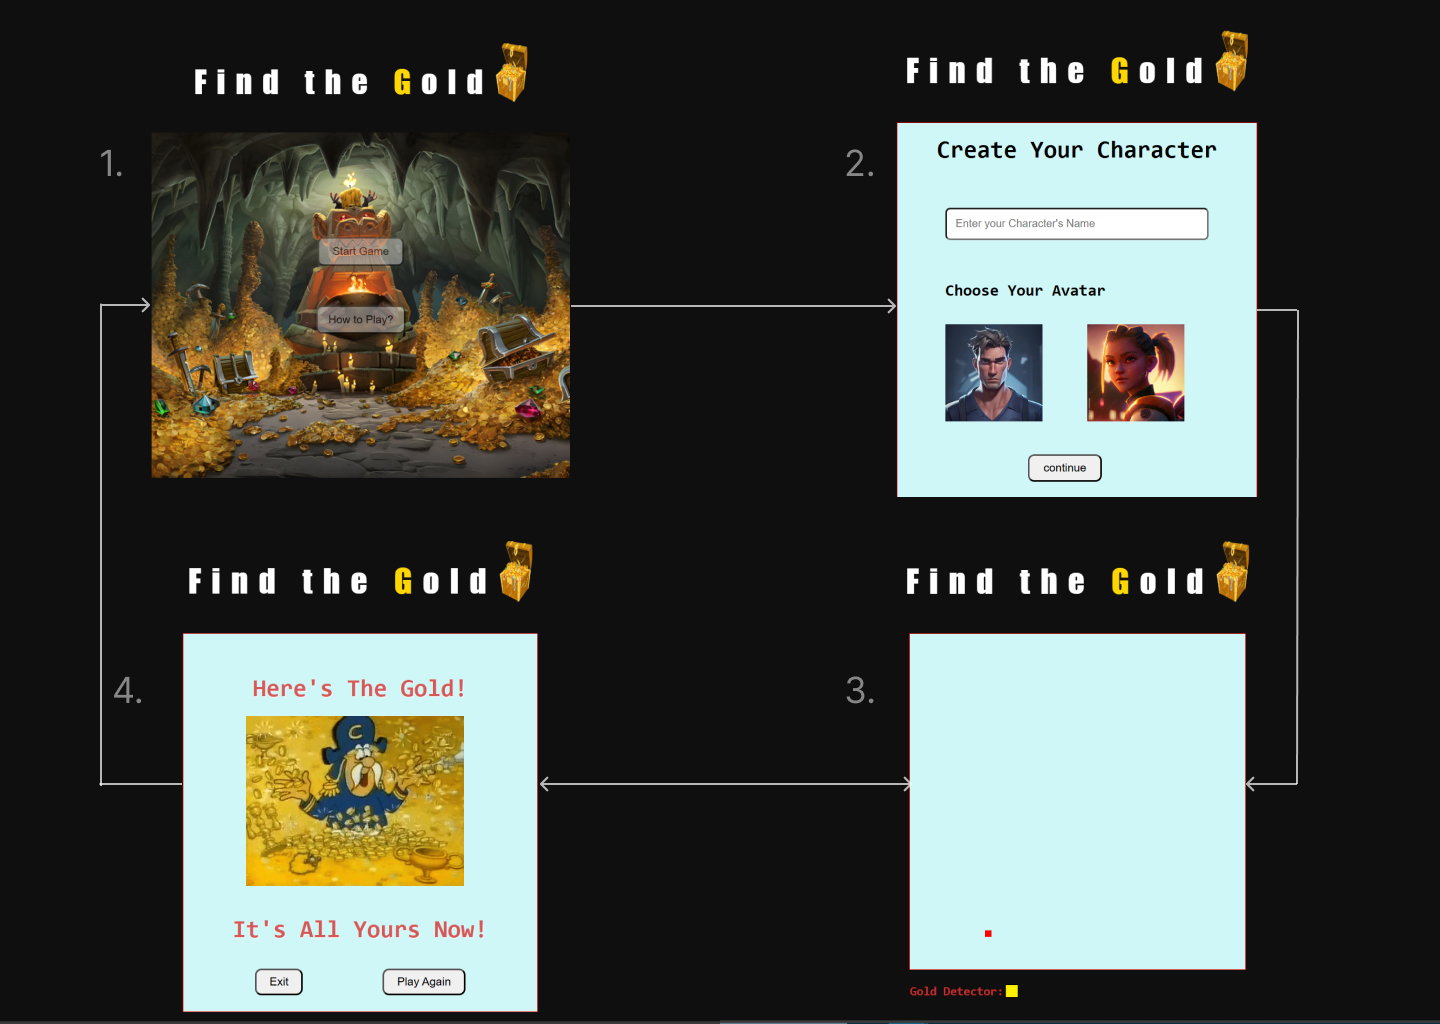 Find the Gold
1.
Start Game
How to Play?
Find the Gold
2.
Create Your Character
Enter your Character's Name
Choose Your Avatar
continue
Find the Gold
3.
Gold Detector:
Find the Gold
4.
Here's The Gold!
C
It's All Yours Now!
Exit
Play Again